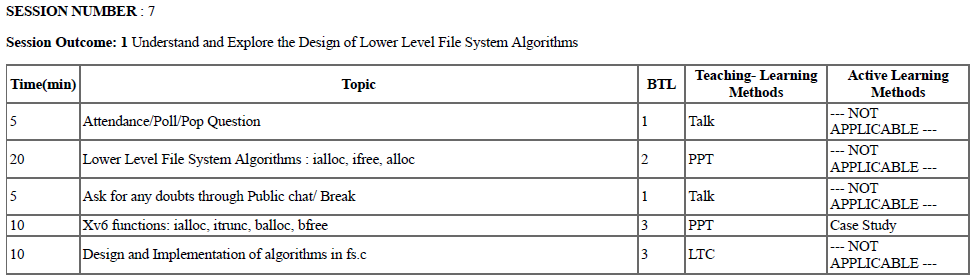 SESSION NUMBER : 7
Session Outcome: 1 Understand and Explore the Design of Lower Level File System Algorithms
Time(min) Topic BTL Teaching- Learning Methods Active Learning Methods
5 Attendance/Poll/Pop Question 1 Talk --- NOT APPLICABLE ---
20 Lower Level File System Algorithms : ialloc, ifree, alloc 2 PPT --- NOT APPLICABLE ---
5 Ask for any doubts through Public chat/ Break 1 Talk --- NOT APPLICABLE ---
10 Xv6 functions: ialloc, itrunc, balloc, bfree 3 PPT Case Study
10 Design and Implementation of algorithms in fs.c 3 LTC --- NOT APPLICABLE ---